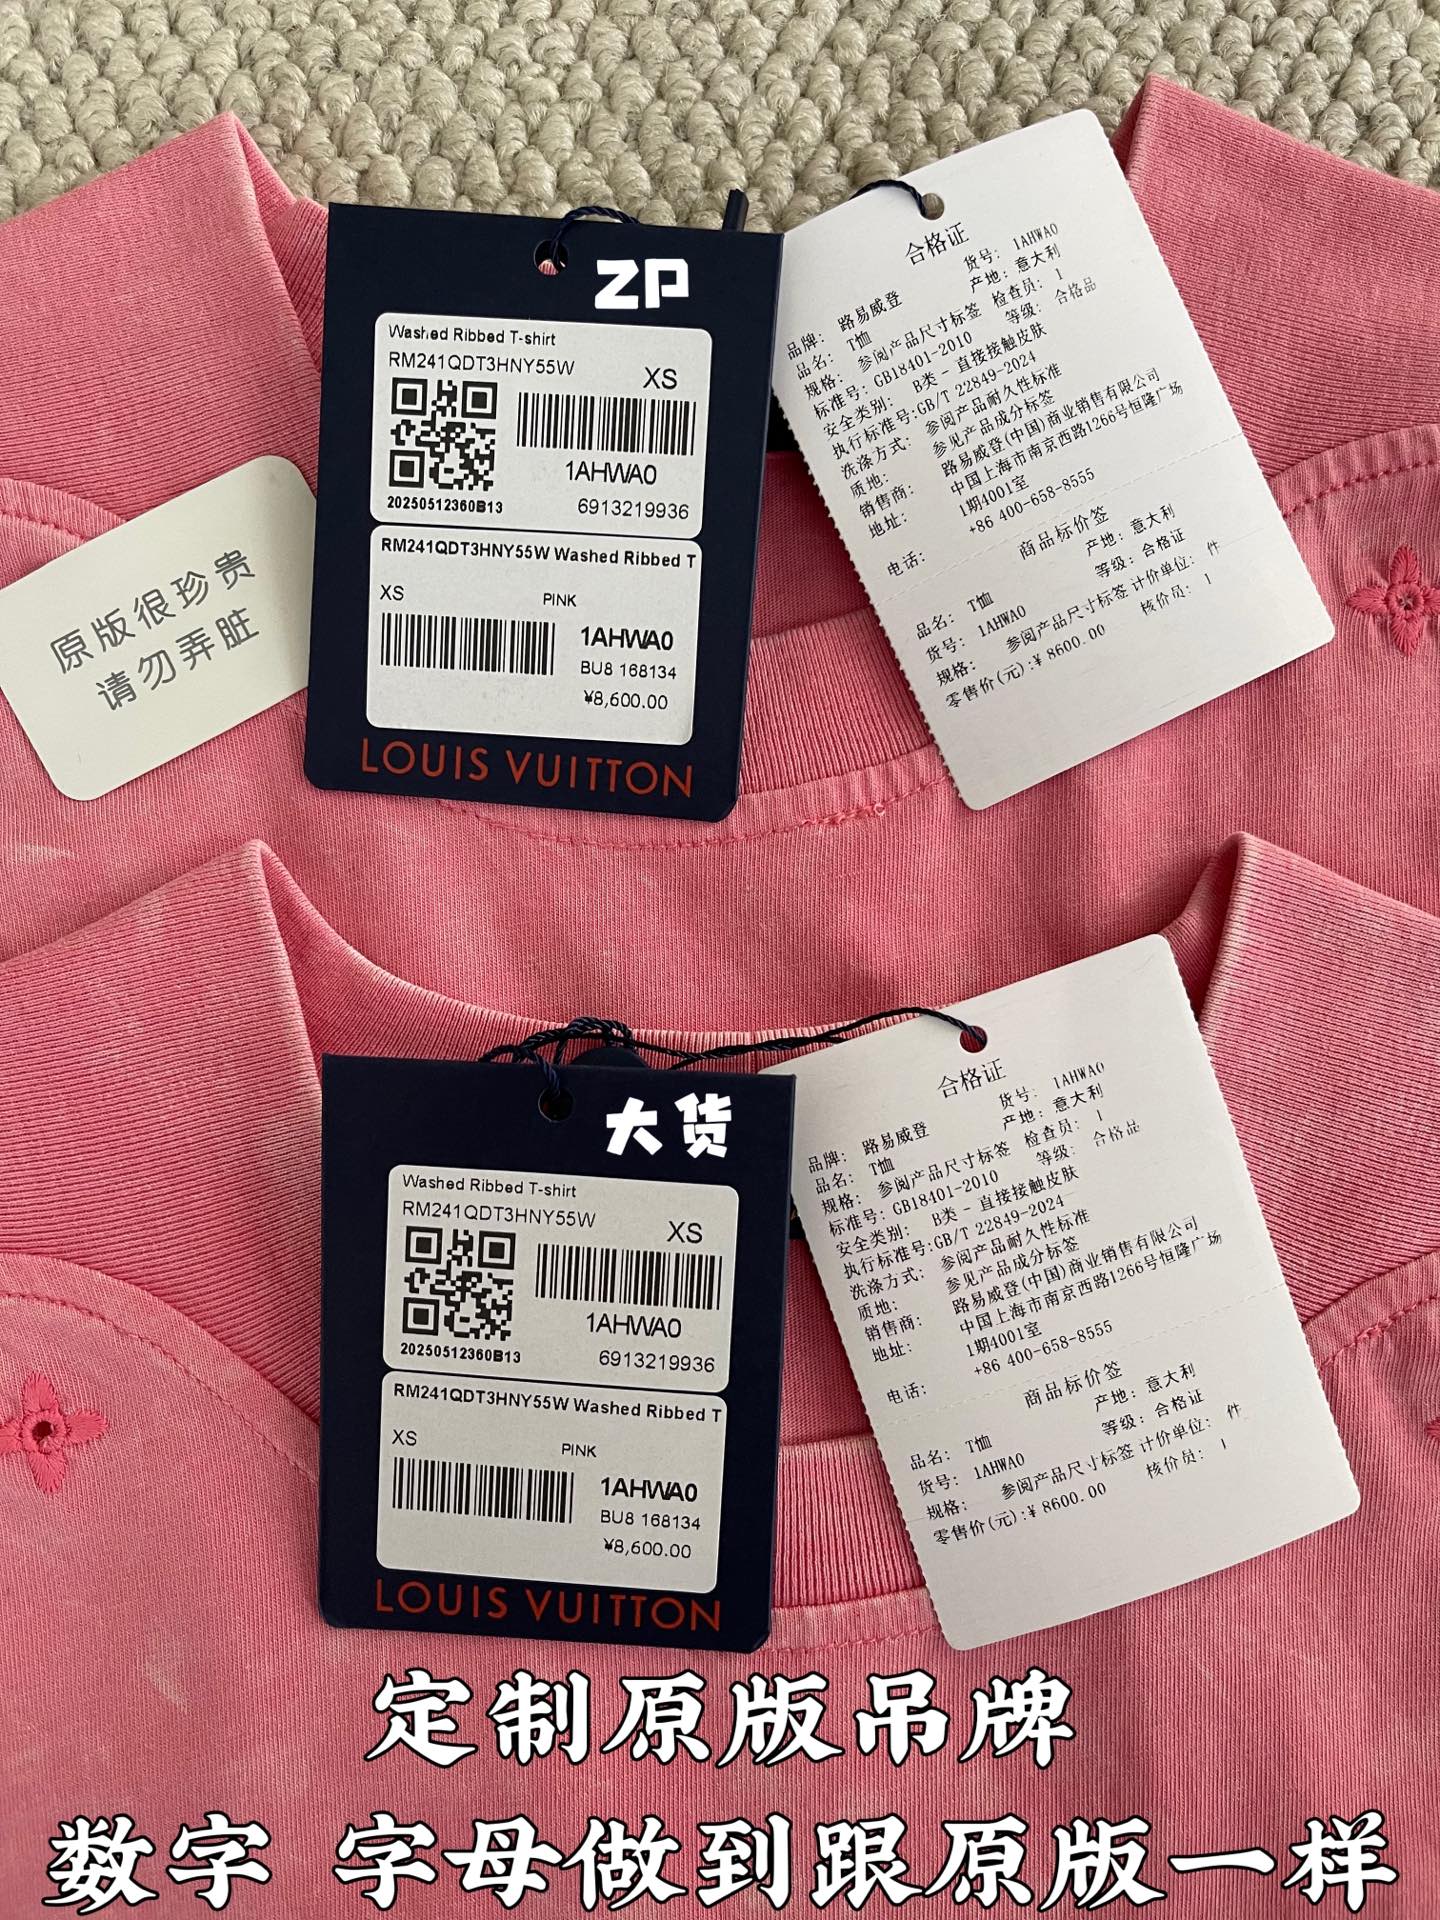 ZP
Washed Ribbed T-shirt
RM241QDT3HNY55W
XS
1AHWA0
20250512360B13
6913219936
RM241QDT3HNY55W Washed Ribbed T
XS
PINK
1AHWA0
BU8 168134
¥8,600.00
LOUIS VUITTON
合格证
货号: 1AHWA0
品牌: 路易威登
产地: 意大利
品名: T恤
检查员: 1
规格: 参阅产品尺寸标签
等级: 合格品
标准号: GB18401-2010
安全类别: B类 - 直接接触皮肤
执行标准号:GB/T 22849-2024
洗涤方式: 参阅产品耐久性标准
质地: 参见产品成分标签
销售商: 路易威登(中国)商业销售有限公司
地址: 中国上海市南京西路1266号恒隆广场
1期4001室
电话: +86 400-658-8555
商品标价签
品名: T恤
产地: 意大利
货号: 1AHWA0
等级: 合格证
规格: 参阅产品尺寸标签 计价单位: 件
零售价(元):¥ 8600.00
核价员: 1
原版很珍贵
请勿弄脏
大货
Washed Ribbed T-shirt
RM241QDT3HNY55W
XS
1AHWA0
20250512360B13
6913219936
RM241QDT3HNY55W Washed Ribbed T
XS
PINK
1AHWA0
BU8 168134
¥8,600.00
LOUIS VUITTON
合格证
货号: 1AHWA0
品牌: 路易威登
产地: 意大利
品名: T恤
检查员: 1
规格: 参阅产品尺寸标签
等级: 合格品
标准号: GB18401-2010
安全类别: B类 - 直接接触皮肤
执行标准号:GB/T 22849-2024
洗涤方式: 参阅产品耐久性标准
质地: 参见产品成分标签
销售商: 路易威登(中国)商业销售有限公司
地址: 中国上海市南京西路1266号恒隆广场
1期4001室
电话: +86 400-658-8555
商品标价签
品名: T恤
产地: 意大利
货号: 1AHWA0
等级: 合格证
规格: 参阅产品尺寸标签 计价单位: 件
零售价(元):¥ 8600.00
核价员: 1
定制原版吊牌
数字 字母做到跟原版一样